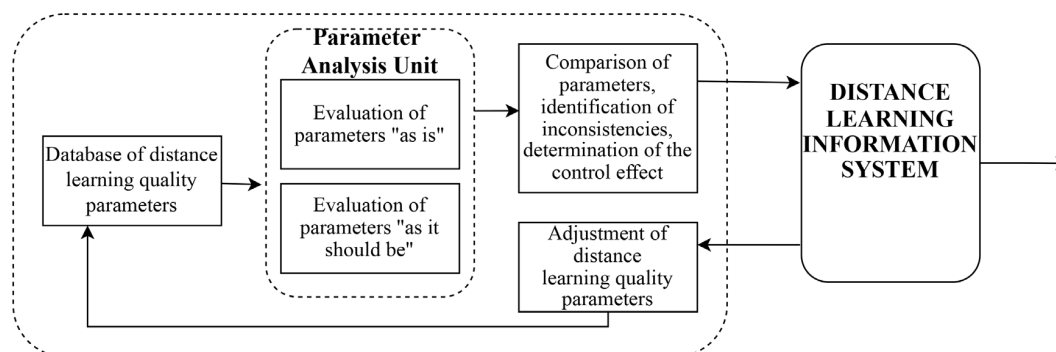 Parameter
Analysis Unit
Evaluation of
parameters "as is"
Evaluation of
parameters "as it
should be"
Database of distance
learning quality
parameters
Comparison of
parameters,
identification of
inconsistencies,
determination of the
control effect
Adjustment of
distance
learning quality
parameters
DISTANCE
LEARNING
INFORMATION
SYSTEM